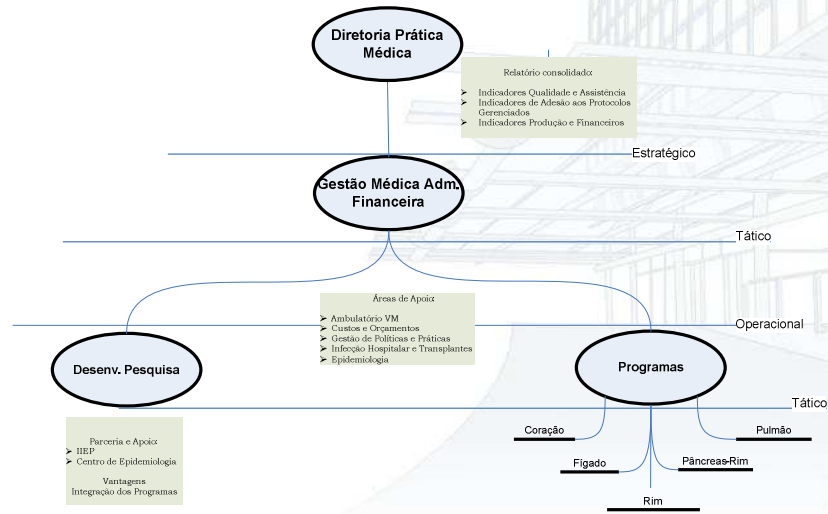 Diretoria Prática
Médica
Relatório consolidado:
➢ Indicadores Qualidade e Assistência
➢ Indicadores de Adesão aos Protocolos
Gerenciados
➢ Indicadores Produção e Financeiros
Estratégico
Gestão Médica Adm.
Financeira
Tático
Áreas de Apoio:
➢ Ambulatório VM
➢ Custos e Orçamentos
➢ Gestão de Políticas e Práticas
➢ Infecção Hospitalar e Transplantes
➢ Epidemiologia
Operacional
Desenv. Pesquisa
Programas
Tático
Parceria e Apoio:
➢ IIEP
➢ Centro de Epidemiologia
Vantagens
Integração dos Programas
Coração
Pulmão
Fígado
Pâncreas-Rim
Rim